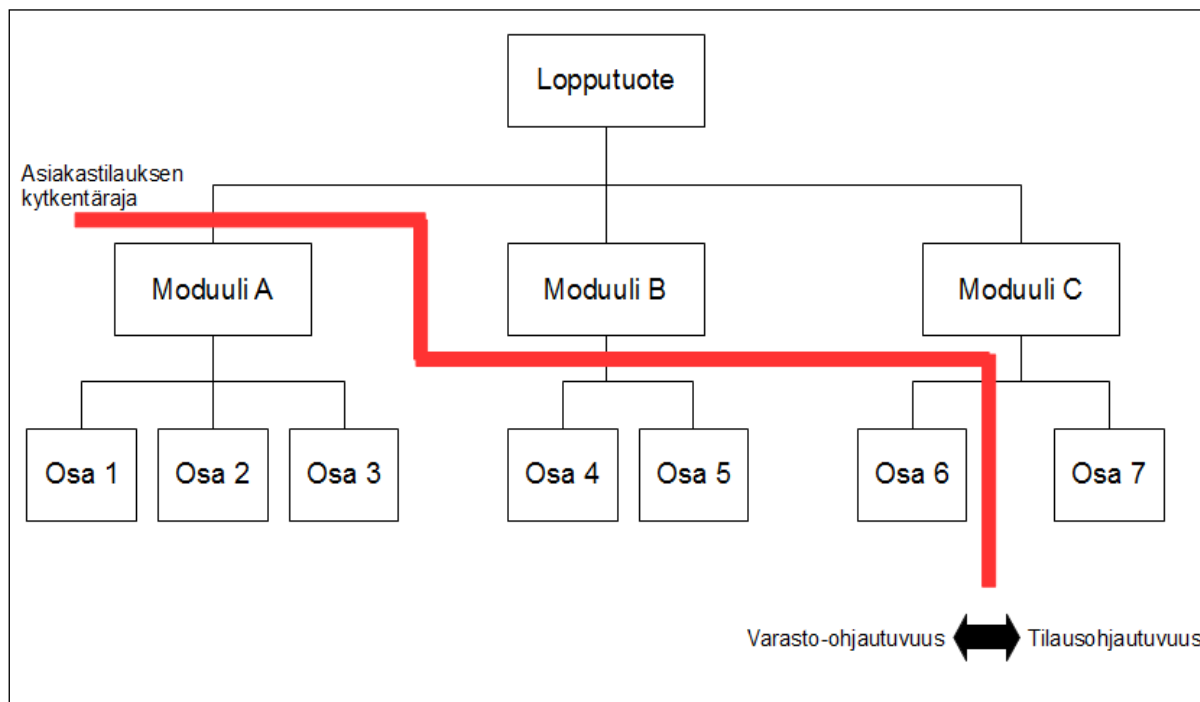 Lopputuote
Asiakastilauksen
kytkentäraja
Moduuli A
Moduuli B
Moduuli C
Osa 1
Osa 2
Osa 3
Osa 4
Osa 5
Osa 6
Osa 7
Varasto-ohjautuvuus
Tilausohjautuvuus